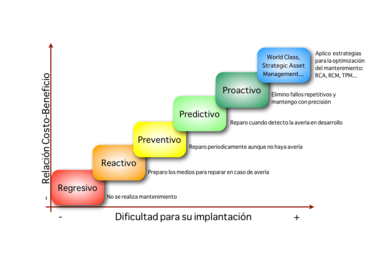 World Class,
Strategic Asset
Management...
Aplico estrategias
para la optimización
del mantenimiento:
RCA, RCM, TPM...
Proactivo
Elimino fallos repetitivos y
mantengo con precisión
Predictivo
Reparo cuando detecto la avería en desarrollo
Preventivo
Reparo periodicamente aunque no haya avería
Reactivo
Preparo los medios para reparar en caso de avería
Regresivo
No se realiza mantenimiento
Relación Costo-Beneficio
-
-
Dificultad para su implantación
+